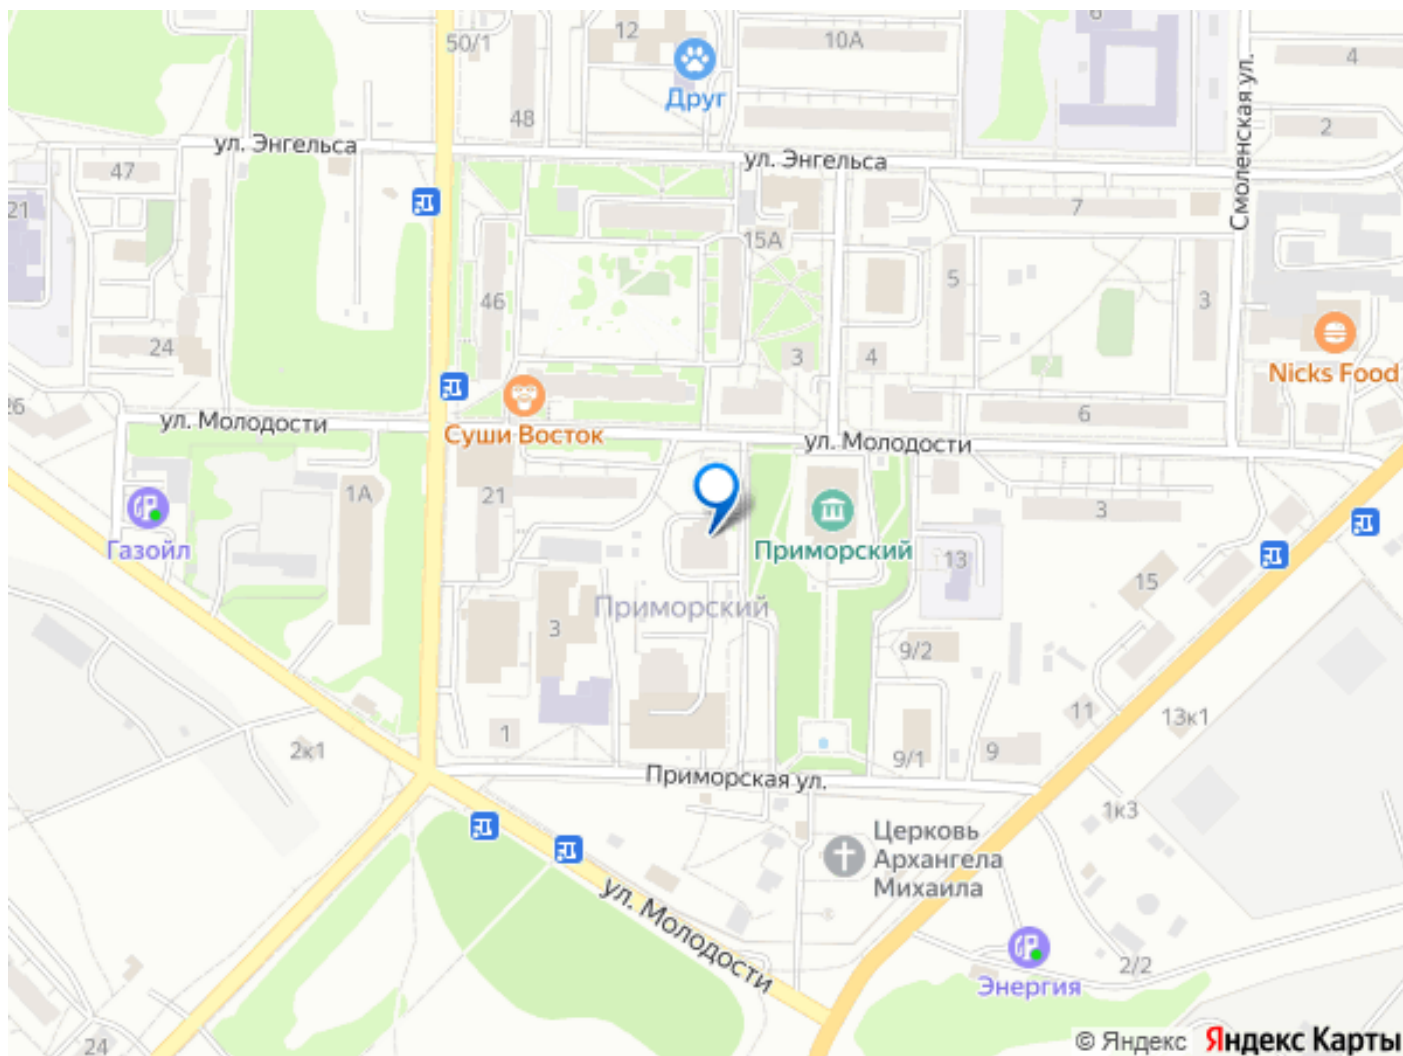 50/1
12
10А
6
4
Друг
48
2
Смоленская ул.
ул. Энгельса
ул. Энгельса
47
21
7
15А
5
46
3
24
3
4
Nicks Food
26
6
ул. Молодости
Суши Восток
ул. Молодости
1А
21
3
Газойл
Приморский
13
15
Приморский
3
9/2
11
13к1
1
2к1
9/1
9
Приморская ул.
1к3
Церковь
Архангела
Михаила
ул. Молодости
2/2
Энергия
24
© Яндекс Яндекс Карты